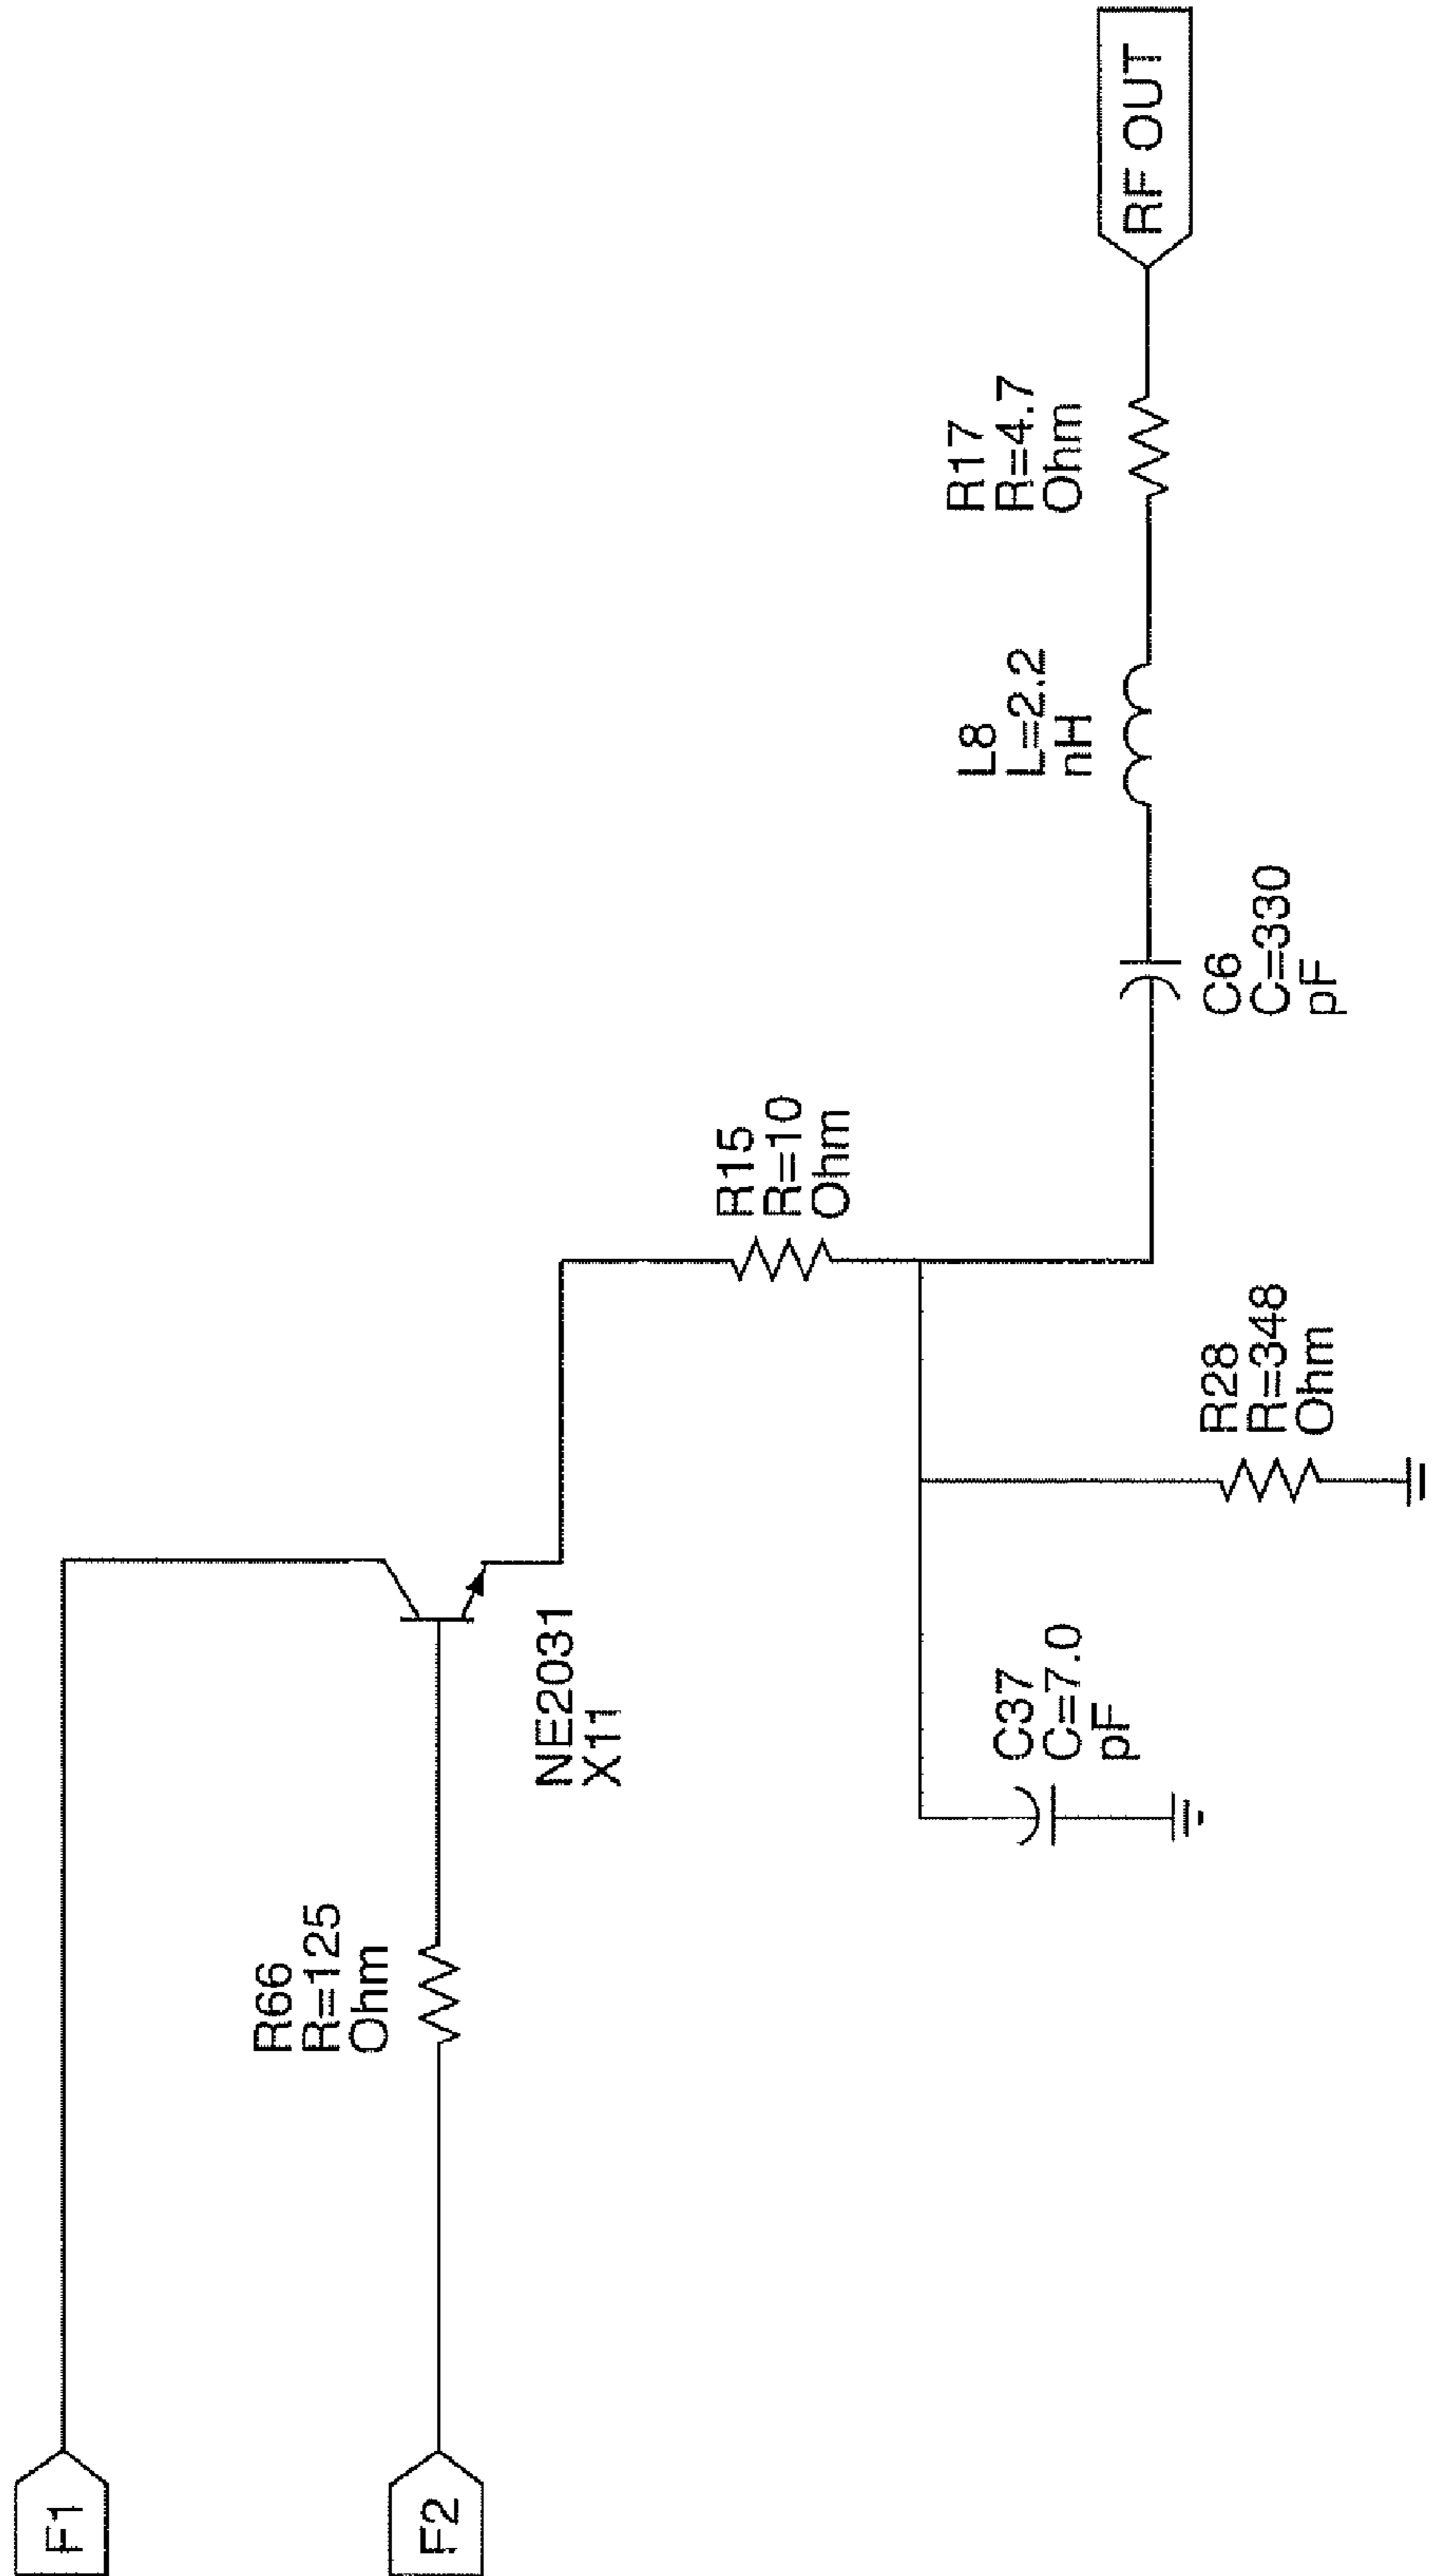 F1
F2
R66
R=125
Ohm
NE2031
X11
C37
C=7.0
pF
R28
R=348
Ohm
R15
R=10
Ohm
C6
C=330
pF
L8
L=2.2
nH
R17
R=4.7
Ohm
RF OUT